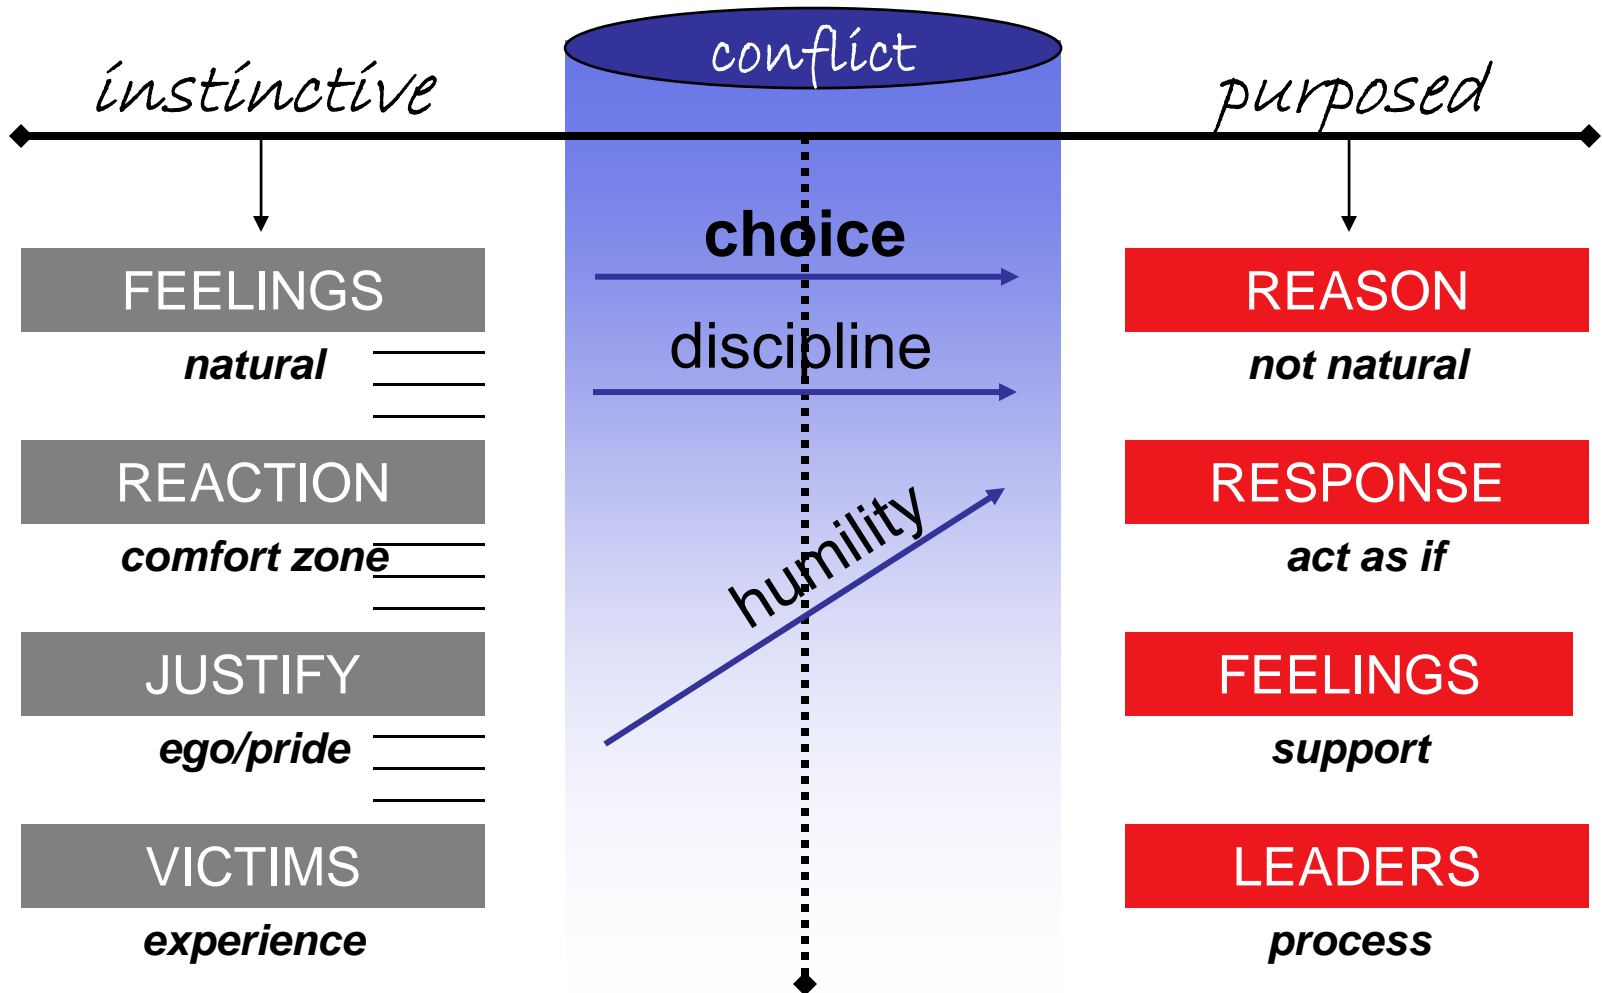 conflict
instinctive
purposed
choice
discipline
humility
FEELINGS
natural
REACTION
comfort zone
JUSTIFY
ego/pride
VICTIMS
experience
REASON
not natural
RESPONSE
act as if
FEELINGS
support
LEADERS
process